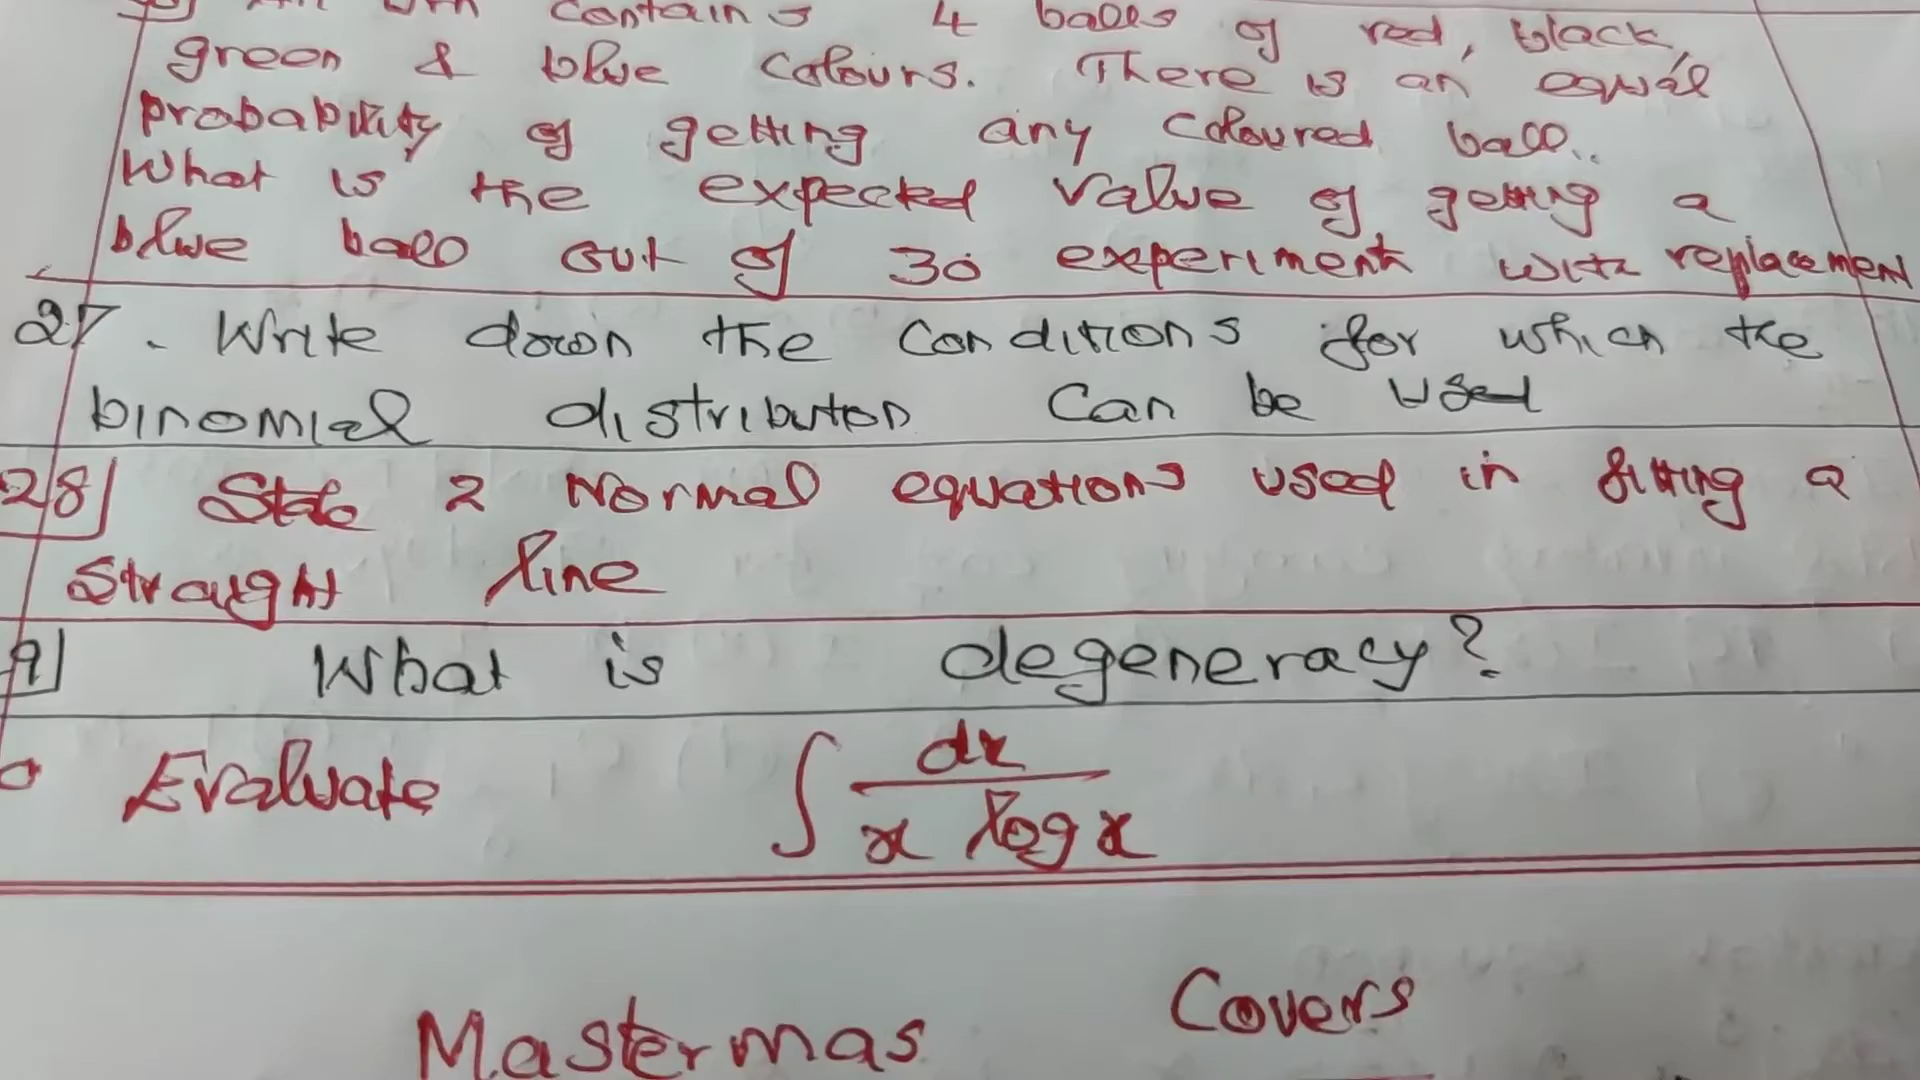 contains 4 balls of red, black,
green & blue colours. There is an equal
probability of getting any coloured ball..
What is the expected value of getting a
blue ball out of 30 experiment with replacement
27. Write down the conditions for which the
binomial distribution can be used
28) State 2 Normal equations used in fitting a
straight line
9) What is degeneracy?
Evaluate ∫ dx / x log x
Covers
Mastermas